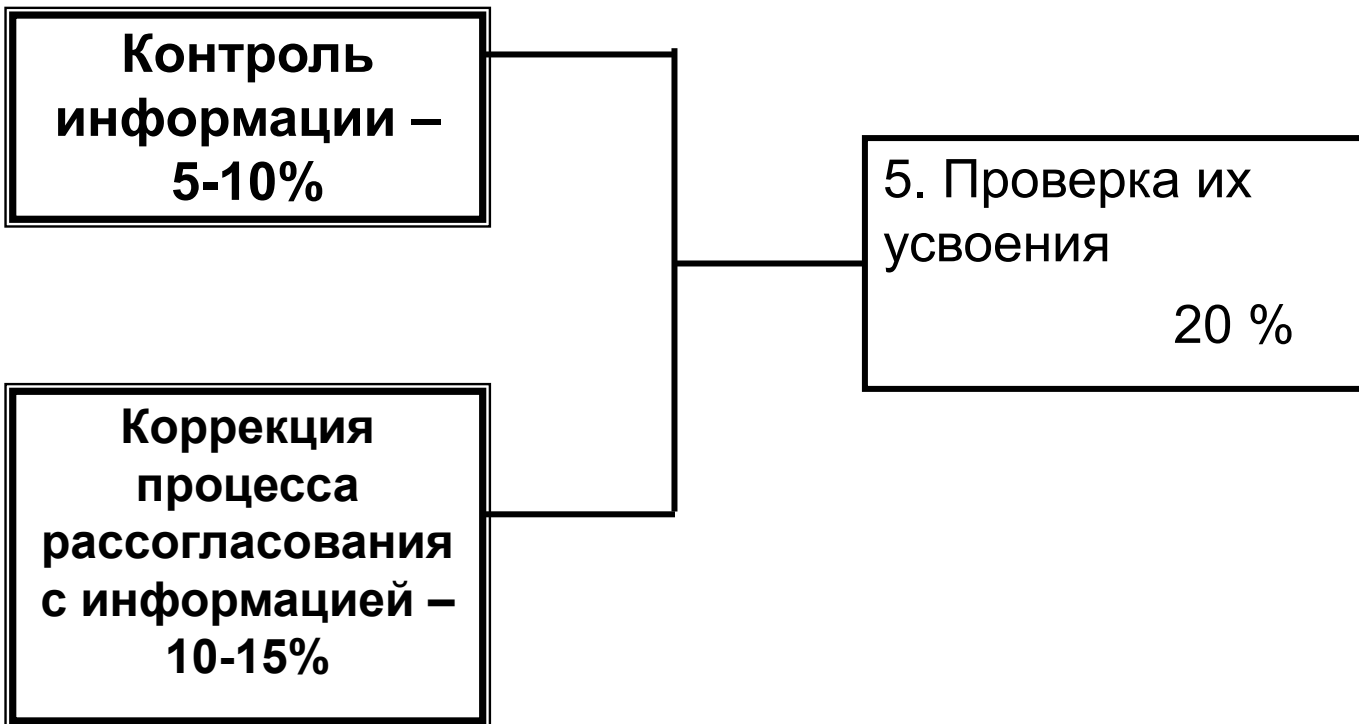 Контроль
информации –
5-10%
5. Проверка их
усвоения
20 %
Коррекция
процесса
рассогласования
с информацией –
10-15%